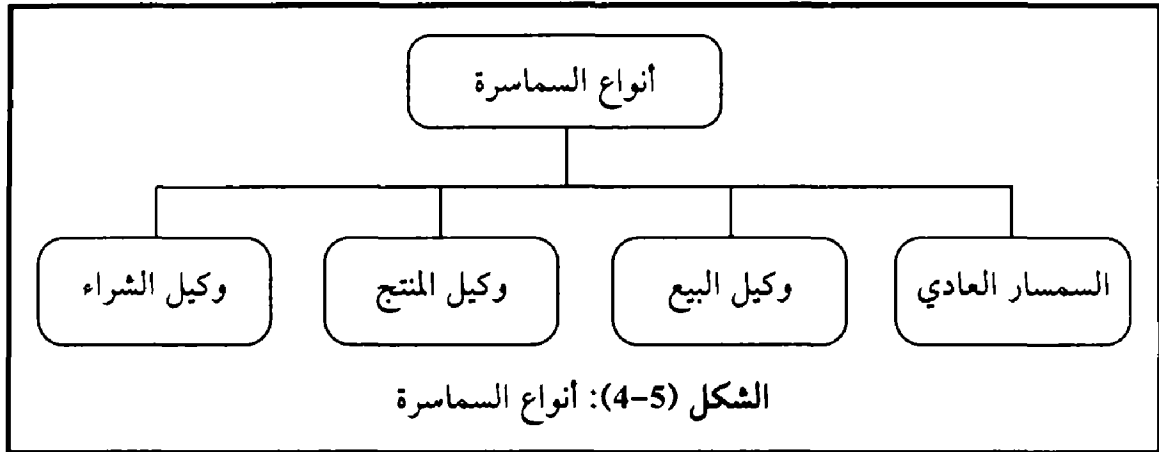 أنواع السماسرة
السمسار العادي
وكيل البيع
وكيل المنتج
وكيل الشراء
الشكل (5-4): أنواع السماسرة